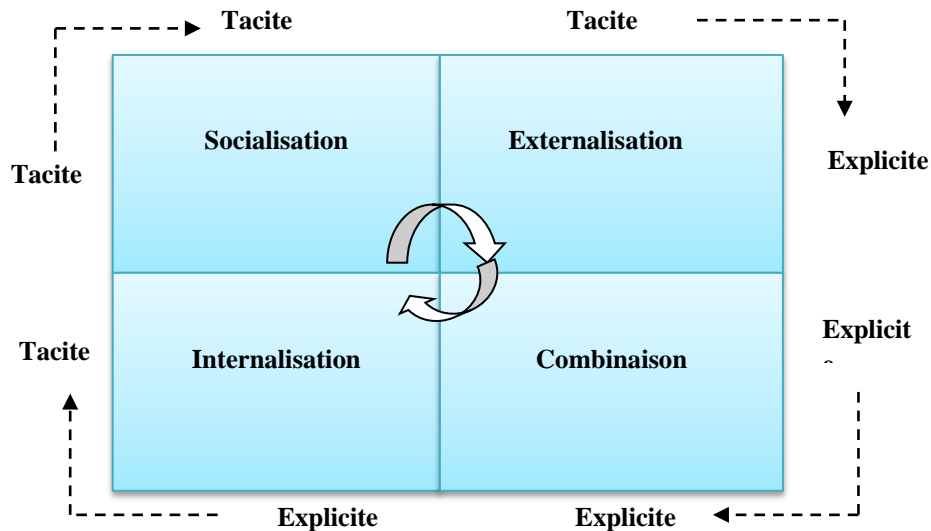 Tacite
Tacite
Socialisation
Externalisation
Tacite
Explicite
Tacite
Internalisation
Combinaison
Explicit
Explicite
Explicite